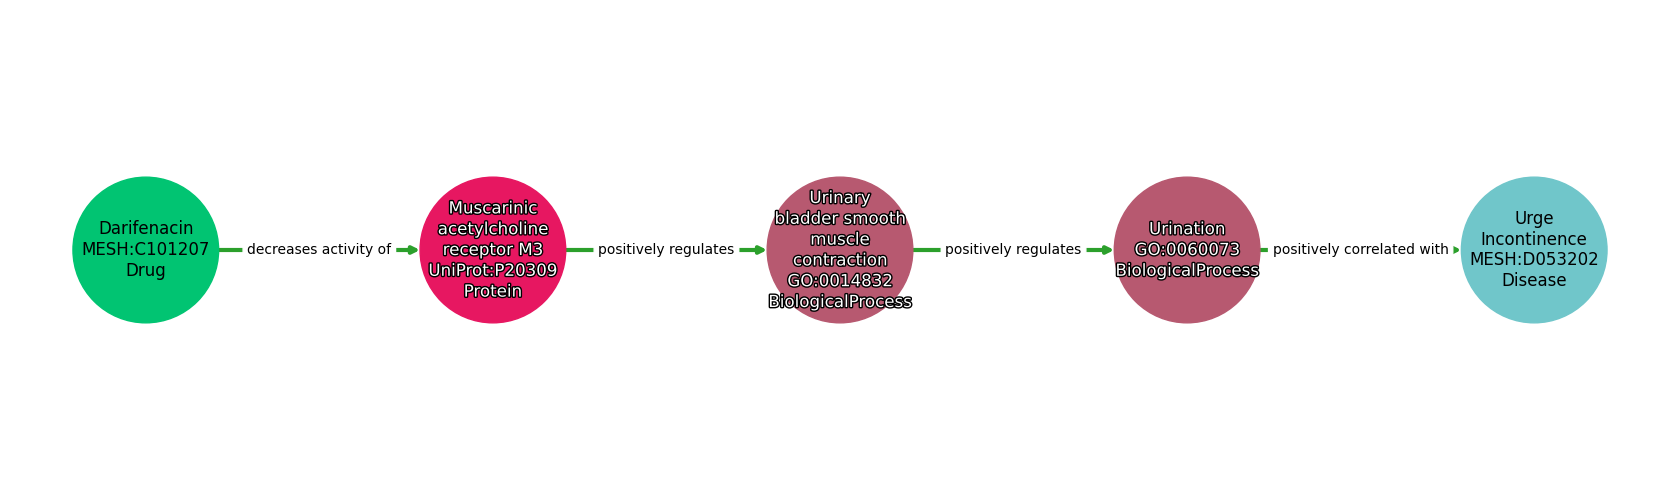 Darifenacin
MESH:C101207
Drug
decreases activity of
Muscarinic
acetylcholine
receptor M3
UniProt:P20309
Protein
positively regulates
Urinary
bladder smooth
muscle
contraction
GO:0014832
BiologicalProcess
positively regulates
Urination
GO:0060073
BiologicalProcess
positively correlated with
Urge
Incontinence
MESH:D053202
Disease